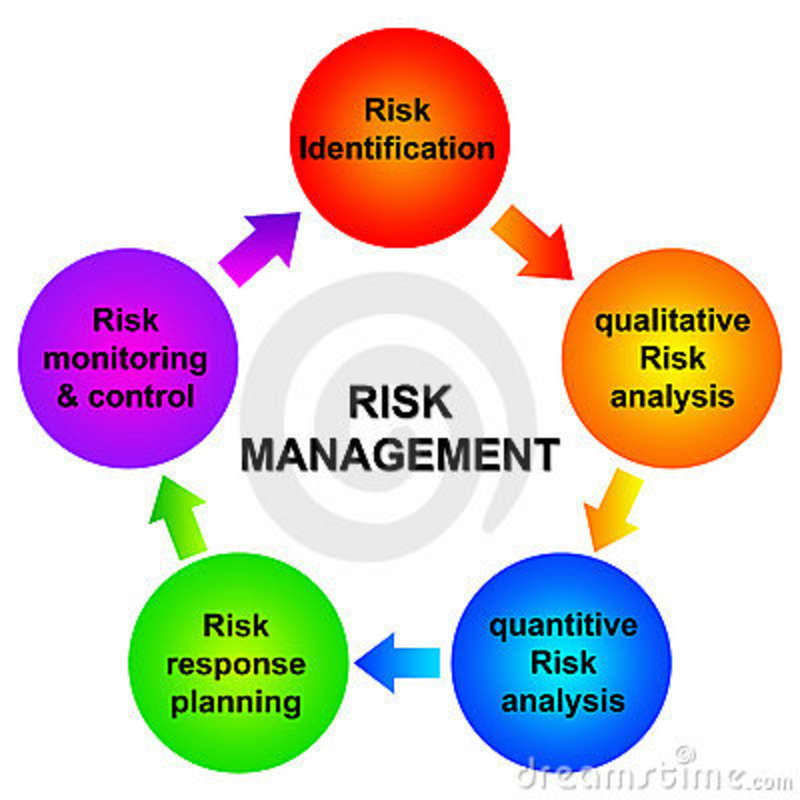 Risk
Identification
qualitative
Risk
analysis
quantitive
Risk
analysis
Risk
response
planning
Risk
monitoring
& control
RISK
MANAGEMENT
dreamstime.com